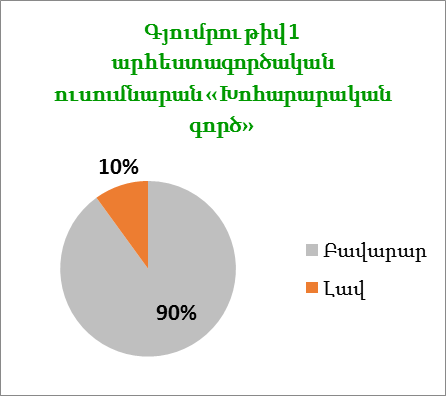 Գյումրու թիվ 1
արհեստագործական
ուսումնարան «Խոհարարական
գործ»
10%
90%
Բավարար
Լավ